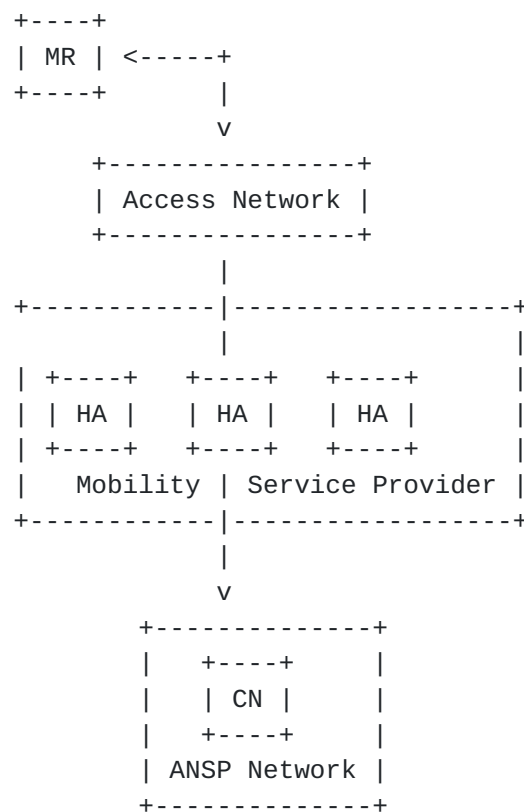 MR
Access Network
HA HA HA
Mobility Service Provider
CN
ANSP Network